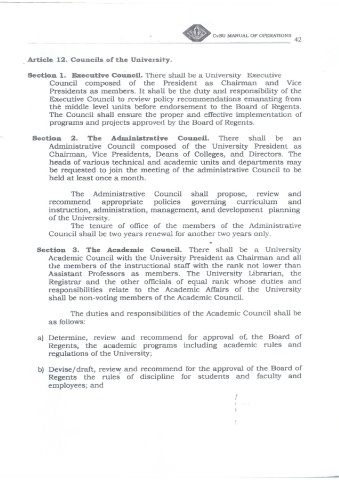 CvSU MANUAL OF OPERATIONS
42
Article 12. Councils of the University.
Section 1. Executive Council. There shall be a University Executive
Council composed of the President as Chairman and Vice
Presidents as members. It shall be the duty and responsibility of the
Executive Council to review policy recommendations emanating from
the middle level units before endorsement to the Board of Regents.
The Council shall ensure the proper and effective implementation of
programs and projects approved by the Board of Regents.
Section 2. The Administrative Council. There shall be an
Administrative Council composed of the University President as
Chairman, Vice Presidents, Deans of Colleges, and Directors. The
heads of various technical and academic units and departments may
be requested to join the meeting of the administrative Council to be
held at least once a month.
The Administrative Council shall propose, review and
recommend appropriate policies governing curriculum and
instruction, administration, management, and development planning
of the University.
The tenure of office of the members of the Administrative
Council shall be two years renewal for another two years only.
Section 3. The Academic Council. There shall be a University
Academic Council with the University President as Chairman and all
the members of the instructional staff with the rank not lower than
Assistant Professors as members. The University Librarian, the
Registrar and the other officials of equal rank whose duties and
responsibilities relate to the Academic Affairs of the University
shall be non-voting members of the Academic Council.
The duties and responsibilities of the Academic Council shall be
as follows:
a) Determine, review and recommend for approval of, the Board of
Regents, the academic programs including academic rules and
regulations of the University;
b) Devise/draft, review and recommend for the approval of the Board of
Regents the rules of discipline for students and faculty and
employees; and